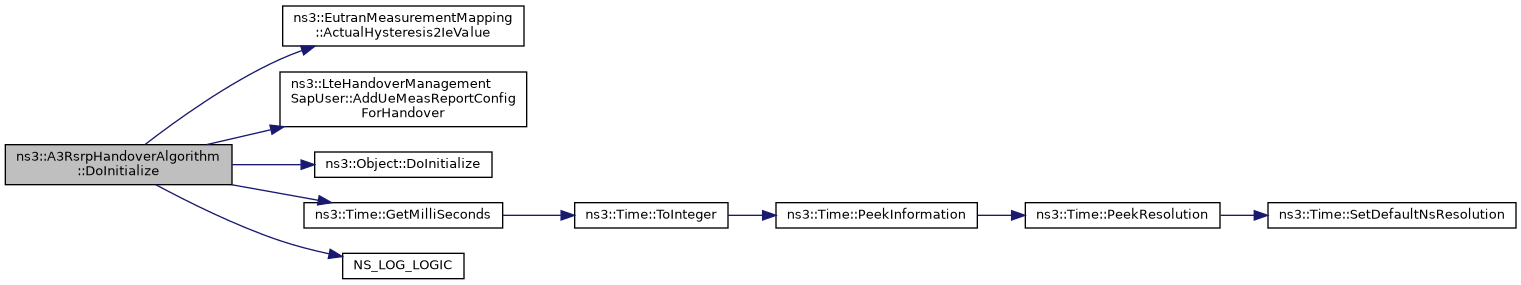 ns3::EutranMeasurementMapping
::ActualHysteresis2IeValue
ns3::LteHandoverManagement
SapUser::AddUeMeasReportConfig
ForHandover
ns3::A3RsrpHandoverAlgorithm
::DoInitialize
ns3::Object::DoInitialize
ns3::Time::GetMilliSeconds
ns3::Time::ToInteger
ns3::Time::PeekInformation
ns3::Time::PeekResolution
ns3::Time::SetDefaultNsResolution
NS_LOG_LOGIC